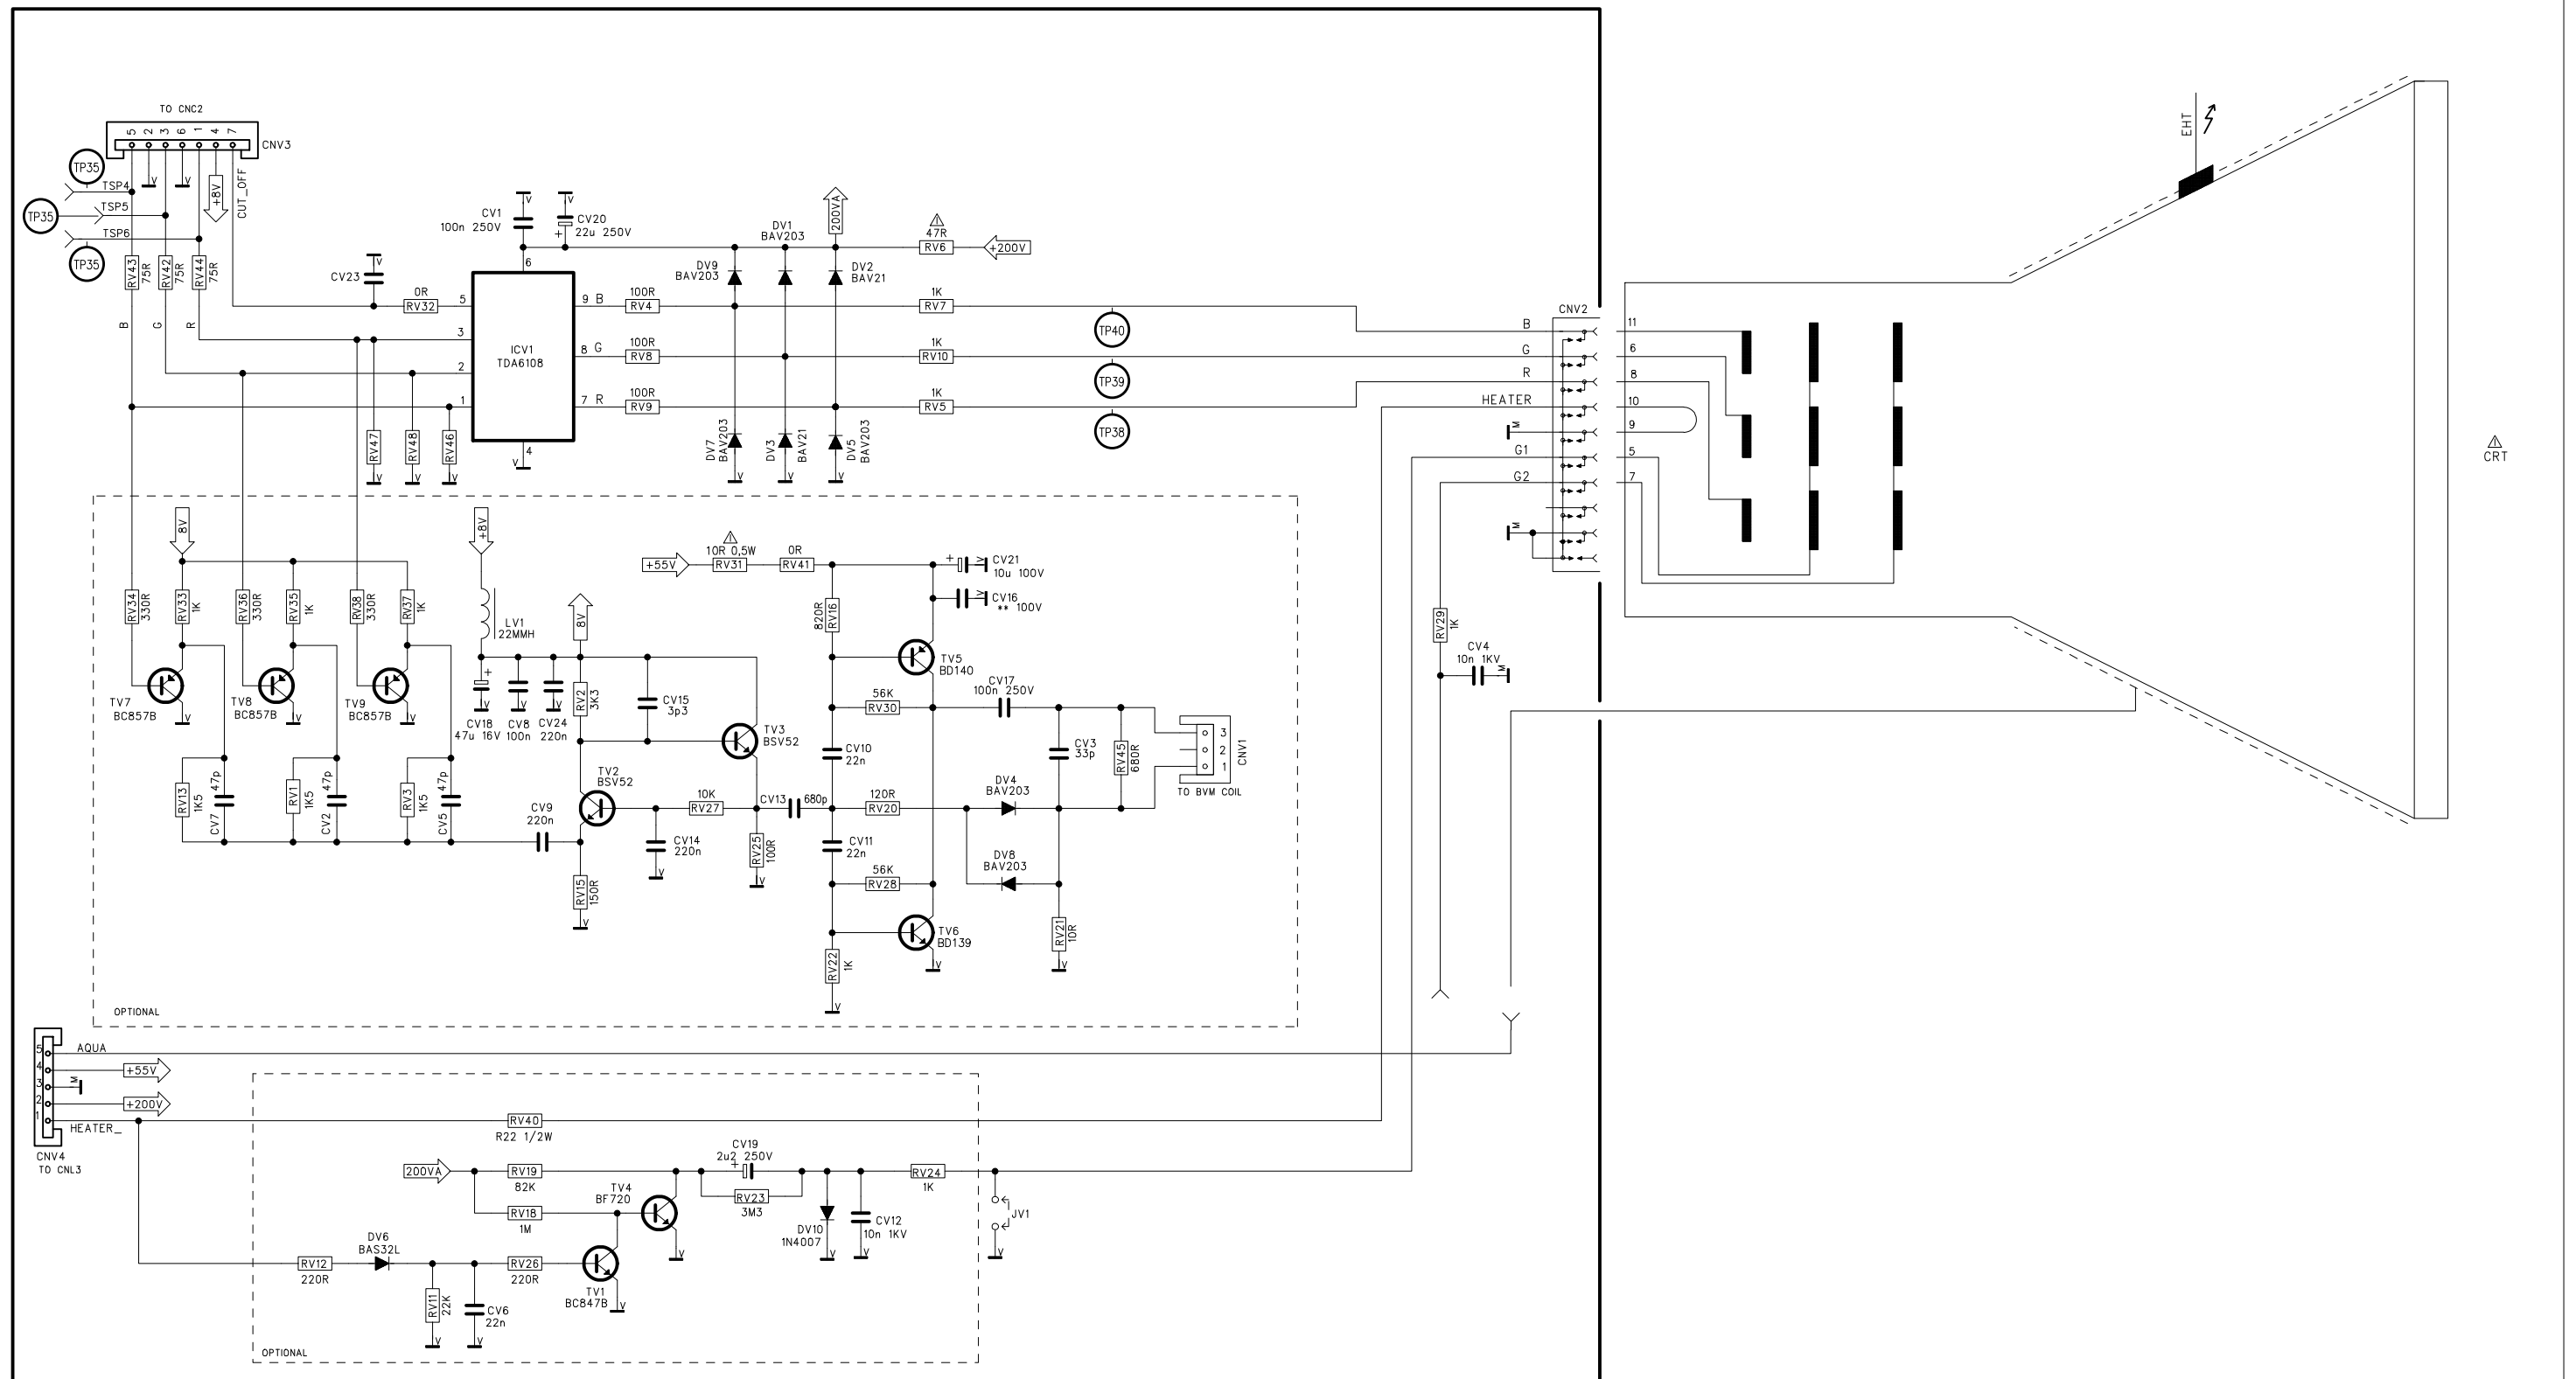 TO CNC2
5 2 3 6 1 4 7
CNV3
TP35
TSP4
TP35
TSP5
TSP6
TP35
+8V
CUT_OFF
RV43
75R
RV42
75R
RV44
75R
B
G
R
CV23
0R
RV32
CV1
100n 250V
CV20
22u 250V
V
V
+
6
5
3
2
1
4
ICV1
TDA6108
9 B
8 G
7 R
100R
RV4
100R
RV8
100R
RV9
DV1
BAV203
DV9
BAV203
DV2
BAV21
200VA
47R
RV6
+200V
1K
RV7
1K
RV10
1K
RV5
TP40
TP39
TP38
DV7
BAV203
DV3
BAV21
DV5
BAV203
RV47
RV48
RV46
CNV2
B
G
R
HEATER
M
G1
G2
M
11
6
8
10
9
5
7
EHT
CRT
8V
RV34
330R
RV33
1K
RV36
330R
RV35
1K
RV38
330R
RV37
1K
TV7
BC857B
TV8
BC857B
TV9
BC857B
RV13
1K5
CV7
47p
RV1
1K5
CV2
47p
RV3
1K5
CV5
47p
+8V
LV1
22MMH
8V
CV18
47u 16V
CV8
100n
CV24
220n
RV2
3K3
CV15
3p3
TV3
BSV52
TV2
BSV52
CV9
220n
10K
RV27
CV14
220n
RV15
150R
RV25
100R
CV13
680p
+55V
10R 0,5W
RV31
0R
RV41
CV21
10u 100V
CV16
** 100V
820R
RV16
TV5
BD140
56K
RV30
CV17
100n 250V
CV10
22n
CV3
33p
RV45
680R
3
2
1
CNV1
TO BVM COIL
120R
RV20
DV4
BAV203
CV11
22n
DV8
BAV203
56K
RV28
TV6
BD139
RV22
1K
RV21
10R
OPTIONAL
RV29
1K
CV4
10n 1KV
M
5
4
3
2
1
AQUA
+55V
M
+200V
HEATER_
CNV4
TO CNL3
RV40
R22 1/2W
200VA
RV19
82K
RV18
1M
TV4
BF720
CV19
2u2 250V
+
RV23
3M3
DV10
1N4007
CV12
10n 1KV
RV24
1K
JV1
RV12
220R
DV6
BAS32L
RV11
22K
CV6
22n
RV26
220R
TV1
BC847B
OPTIONAL